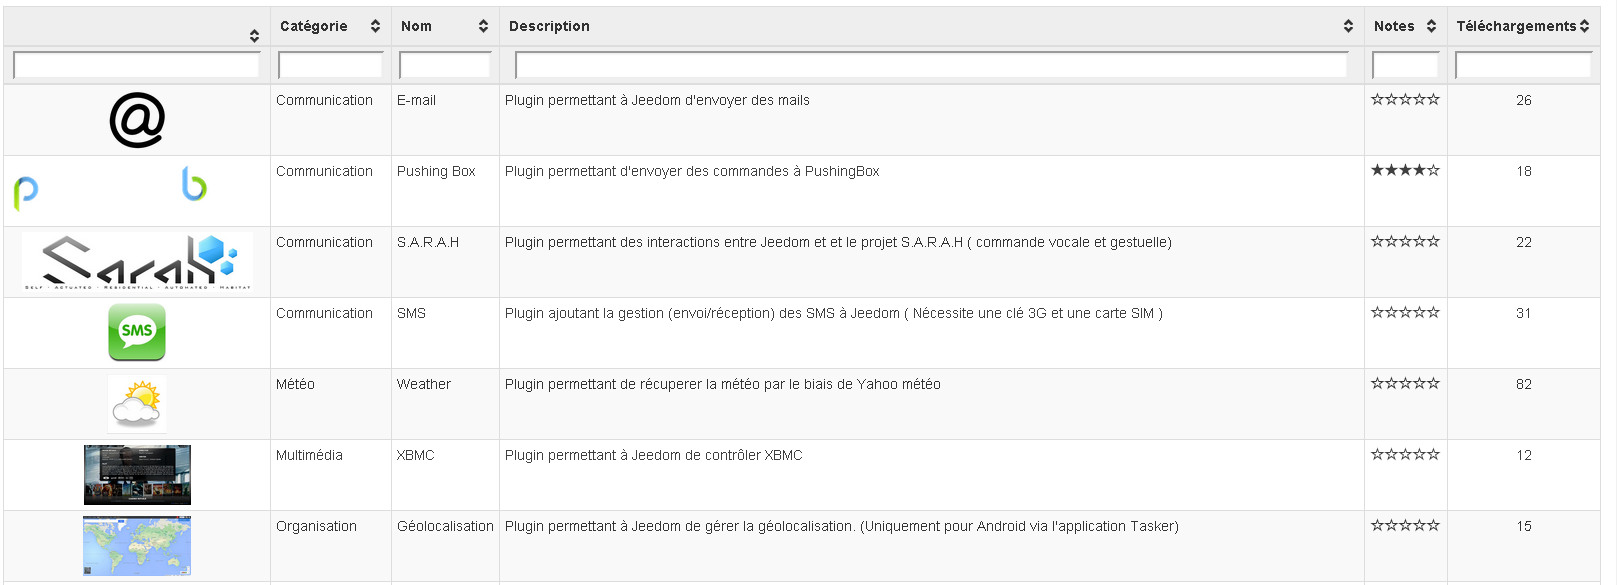 Catégorie Nom Description Notes Téléchargements
@ Communication E-mail Plugin permettant à Jeedom d'envoyer des mails ☆☆☆☆☆ 26
p b Communication Pushing Box Plugin permettant d'envoyer des commandes à PushingBox ★★★★☆ 18
Sarah Communication S.A.R.A.H Plugin permettant des interactions entre Jeedom et et le projet S.A.R.A.H ( commande vocale et gestuelle) ☆☆☆☆☆ 22
SELF · ACTUATED · RESIDENTIAL · AUTOMATED · HABITAT
SMS Communication SMS Plugin ajoutant la gestion (envoi/réception) des SMS à Jeedom ( Nécessite une clé 3G et une carte SIM ) ☆☆☆☆☆ 31
Météo Weather Plugin permettant de récuperer la météo par le biais de Yahoo météo ☆☆☆☆☆ 82
Multimédia XBMC Plugin permettant à Jeedom de contrôler XBMC ☆☆☆☆☆ 12
Organisation Géolocalisation Plugin permettant à Jeedom de gérer la géolocalisation. (Uniquement pour Android via l'application Tasker) ☆☆☆☆☆ 15